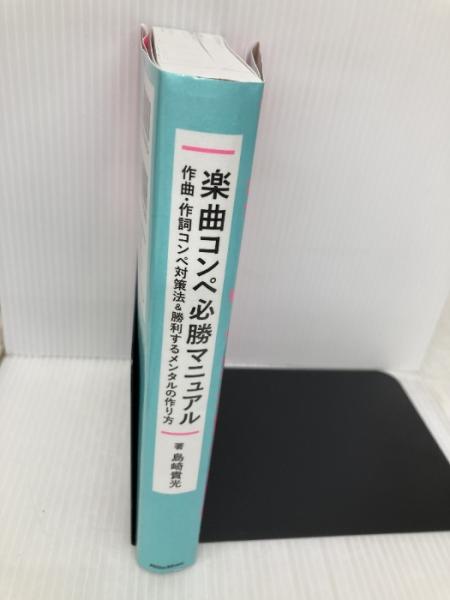 楽曲コンペ必勝マニュアル
作曲・作詞コンペ対策法&勝利するメンタルの作り方
著 島崎貴光
Rittor Music